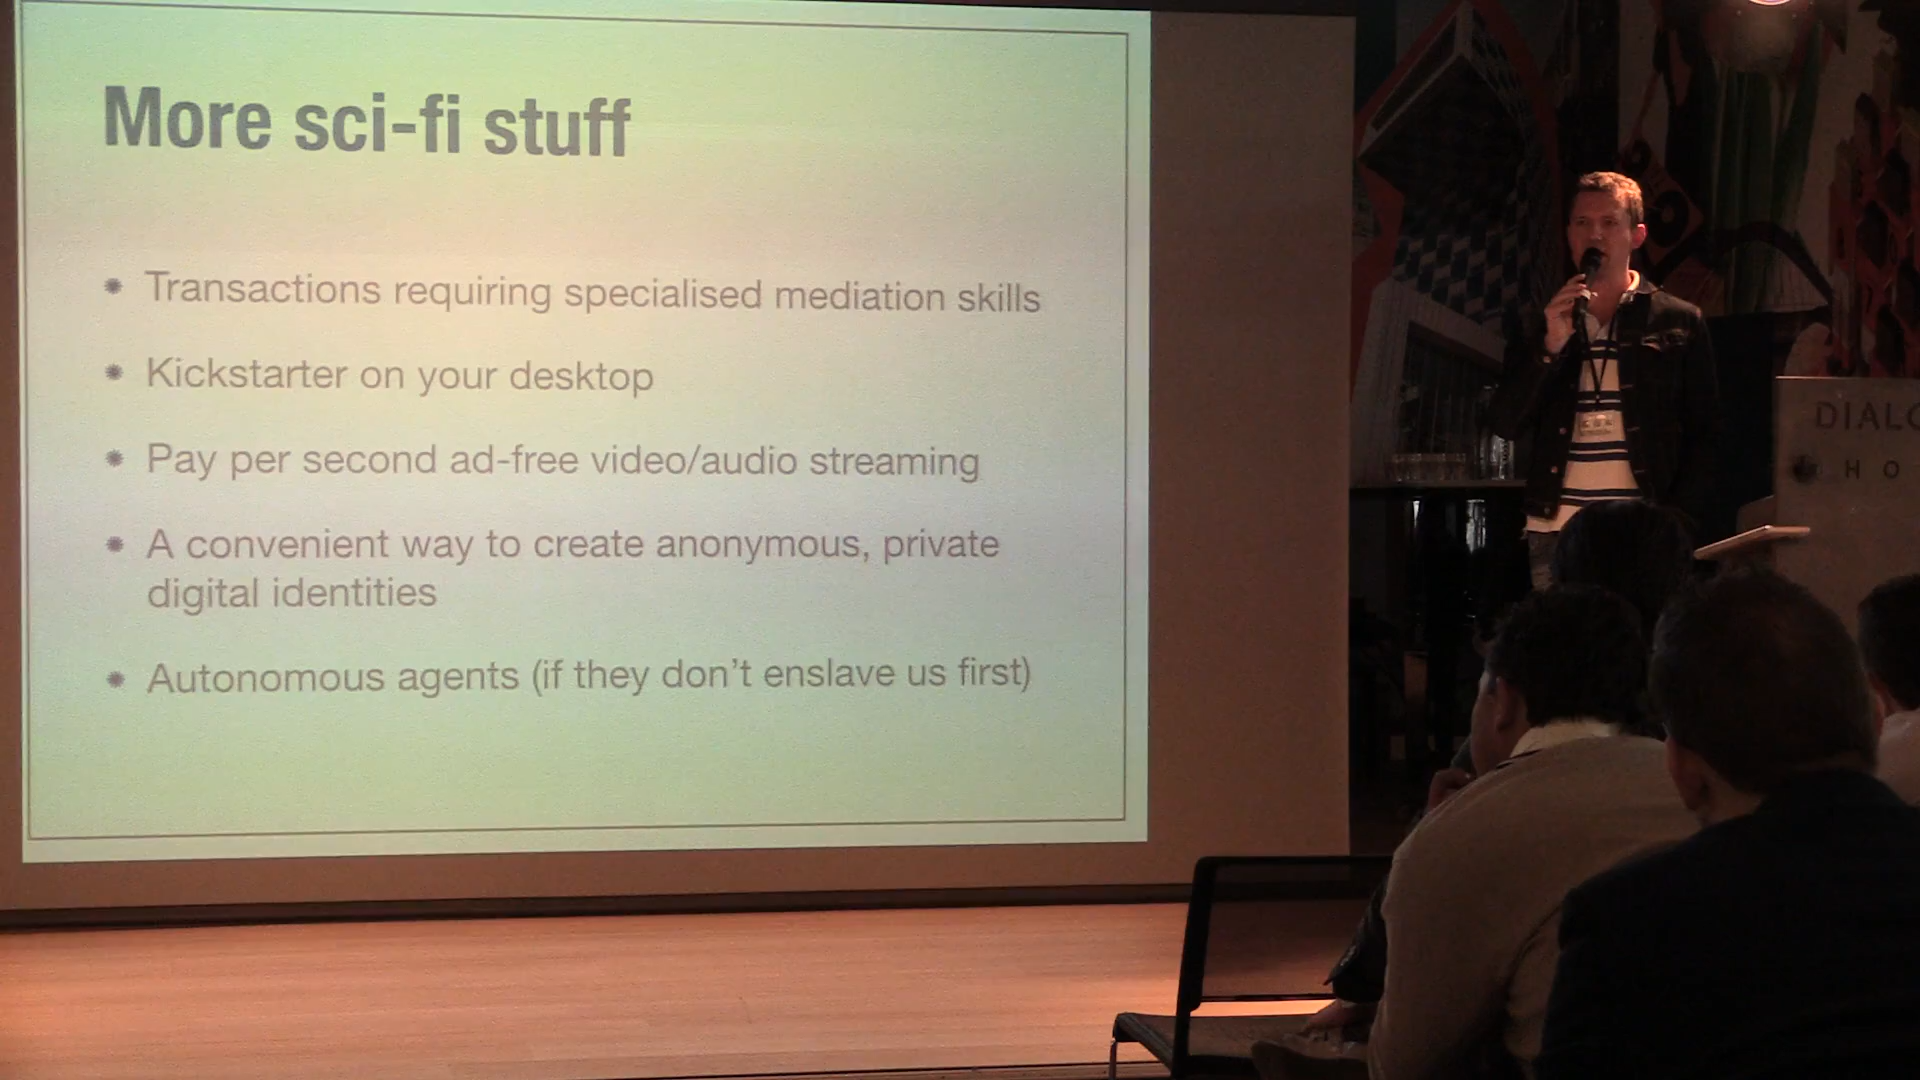 More sci-fi stuff
Transactions requiring specialised mediation skills
Kickstarter on your desktop
Pay per second ad-free video/audio streaming
A convenient way to create anonymous, private
digital identities
Autonomous agents (if they don't enslave us first)
DIALO
HO